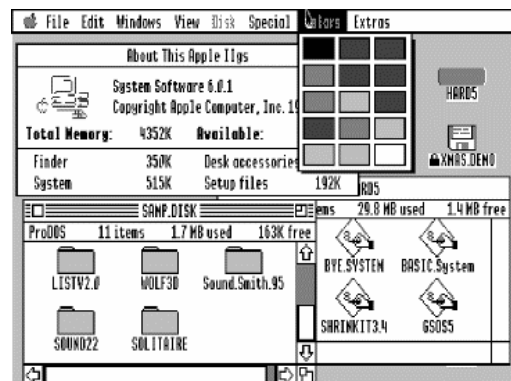 File Edit Windows View Disk Special Colors Extras
About This Apple IIgs
System Software 6.0.1
Copyright Apple Computer, Inc. 19
Total Memory: 4352K Available:
Finder 350K Desk accessories
System 515K Setup files 192K
HARD5
XMAS.DEMO
SAMP.DISK
ProDOS 11 items 1.7 MB used 163K free
LISTV2.0 WOLF3D Sound.Smith.95
SOUND22 SOLITAIRE
RD5
ems 29.8 MB used 1.4 MB free
BYE.SYSTEM BASIC.System
SHRINKIT3.4 GSOS5